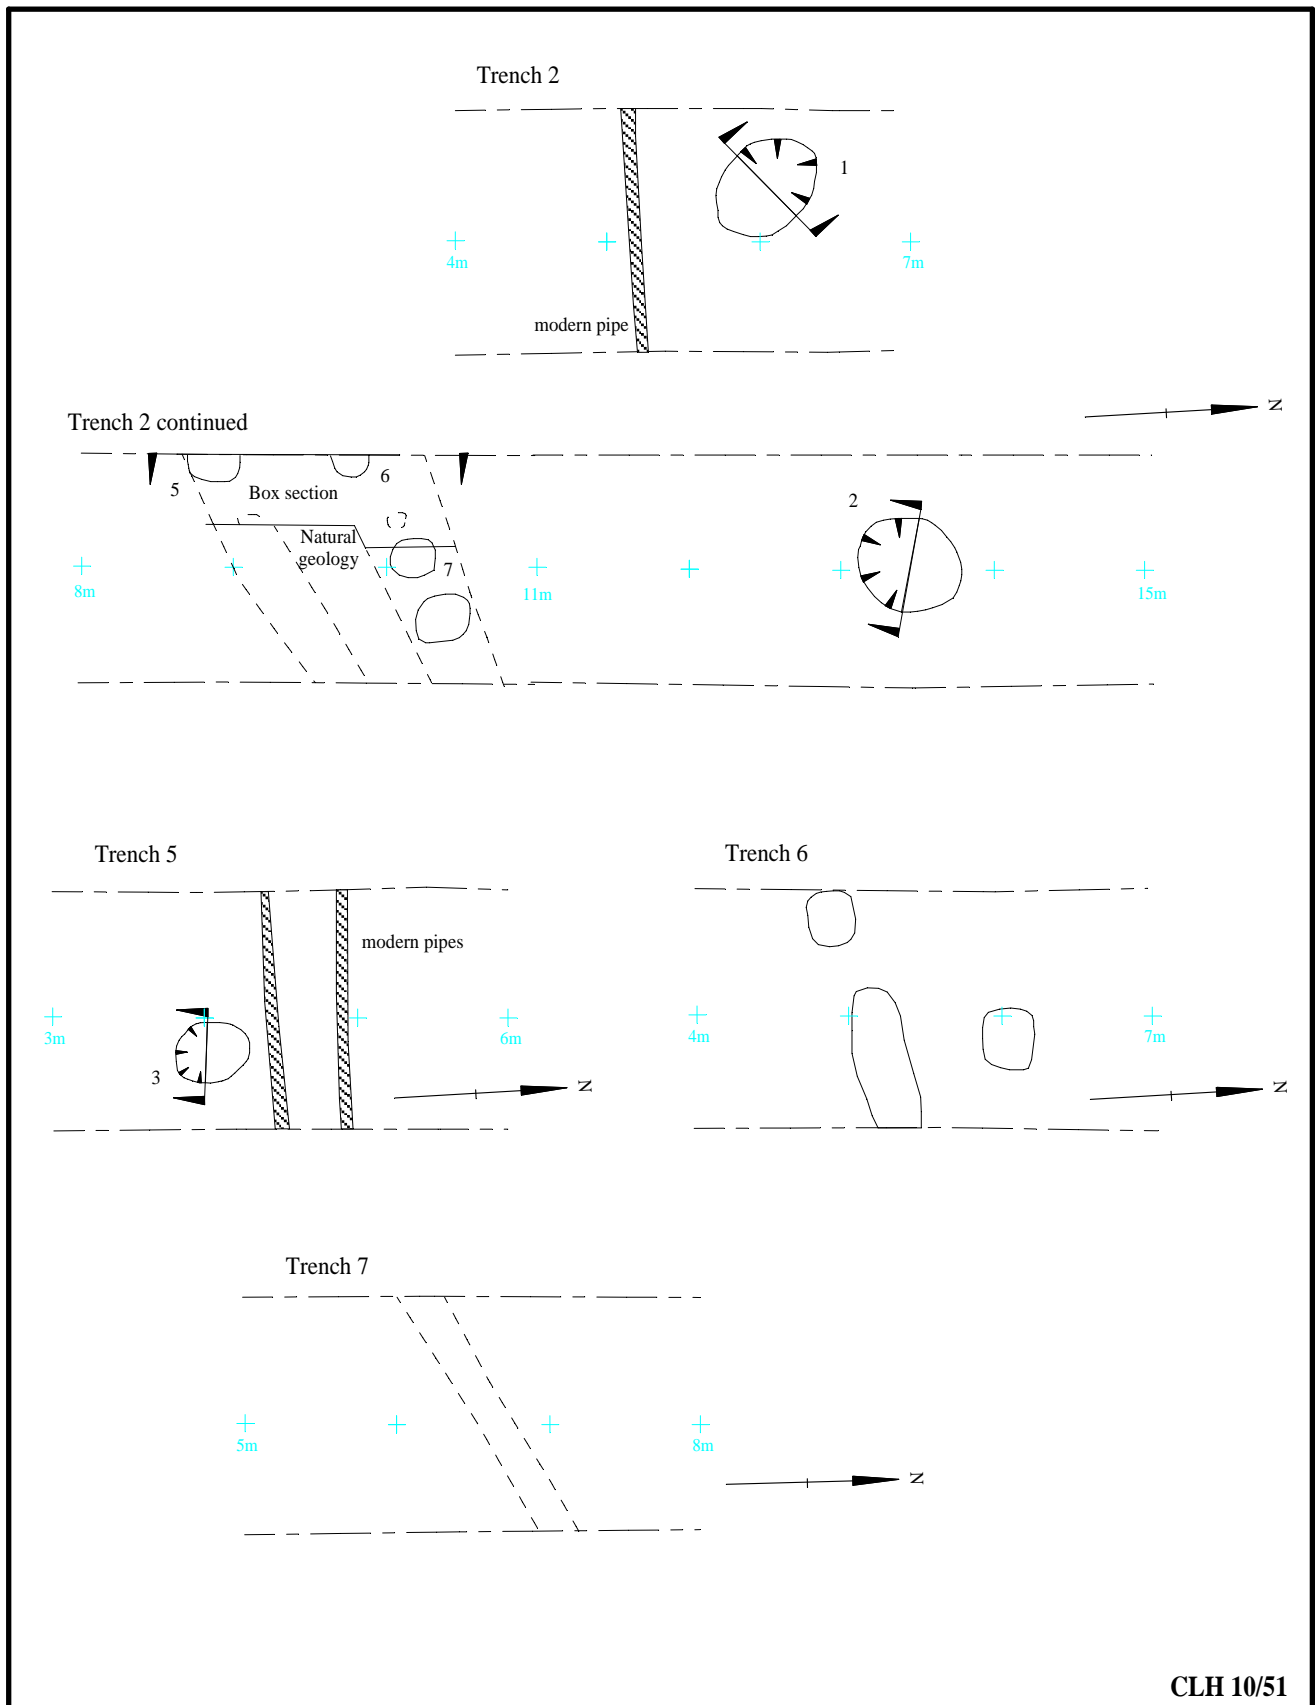 Trench 2
1
4m
7m
modern pipe
N
Trench 2 continued
5
6
Box section
2
Natural
geology
7
8m
11m
15m
Trench 5
Trench 6
modern pipes
3m
6m
4m
7m
3
N
N
Trench 7
5m
8m
N
CLH 10/51